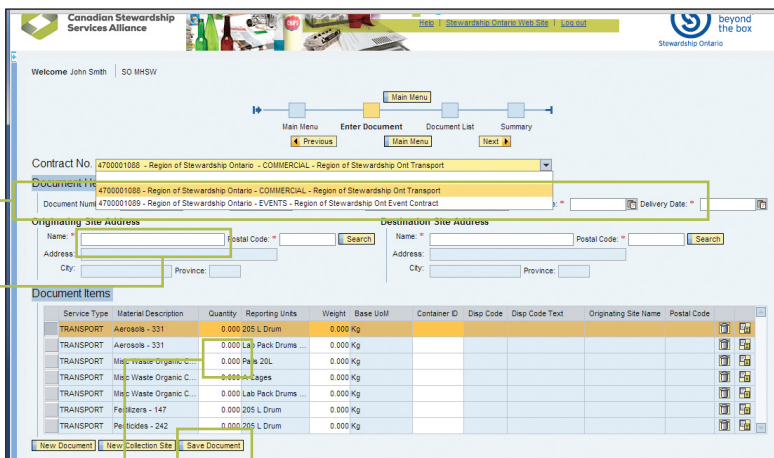 Canadian Stewardship
Services Alliance
Help | Stewardship Ontario Web Site | Log out
beyond
the box
Stewardship Ontario
Welcome John Smith SO MHSW
Main Menu
Main Menu Enter Document Document List Summary
Previous Main Menu Next
Contract No. 4700001088 - Region of Stewardship Ontario - COMMERCIAL - Region of Stewardship Ont Transport
4700001088 - Region of Stewardship Ontario - COMMERCIAL - Region of Stewardship Ont Transport
4700001089 - Region of Stewardship Ontario - EVENTS - Region of Stewardship Ont Event Contract
Delivery Date: *
Originating Site Address Destination Site Address
Name: * Postal Code: * Search Name: * Postal Code: * Search
Address: Address:
City: Province: City: Province:
Document Items
Service Type Material Description Quantity Reporting Units Weight Base UoM Container ID Disp Code Disp Code Text Originating Site Name Postal Code
TRANSPORT Aerosols - 331 0.000 205 L Drum 0.000 Kg
TRANSPORT Aerosols - 331 0.000 Lab Pack Drums ... 0.000 Kg
TRANSPORT Misc Waste Organic C... 0.000 Pails 20L 0.000 Kg
TRANSPORT Misc Waste Organic C... 0.000 A Cages 0.000 Kg
TRANSPORT Misc Waste Organic C... 0.000 Lab Pack Drums ... 0.000 Kg
TRANSPORT Fertilizers - 147 0.000 205 L Drum 0.000 Kg
TRANSPORT Pesticides - 242 0.000 205 L Drum 0.000 Kg
New Document New Collection Site Save Document